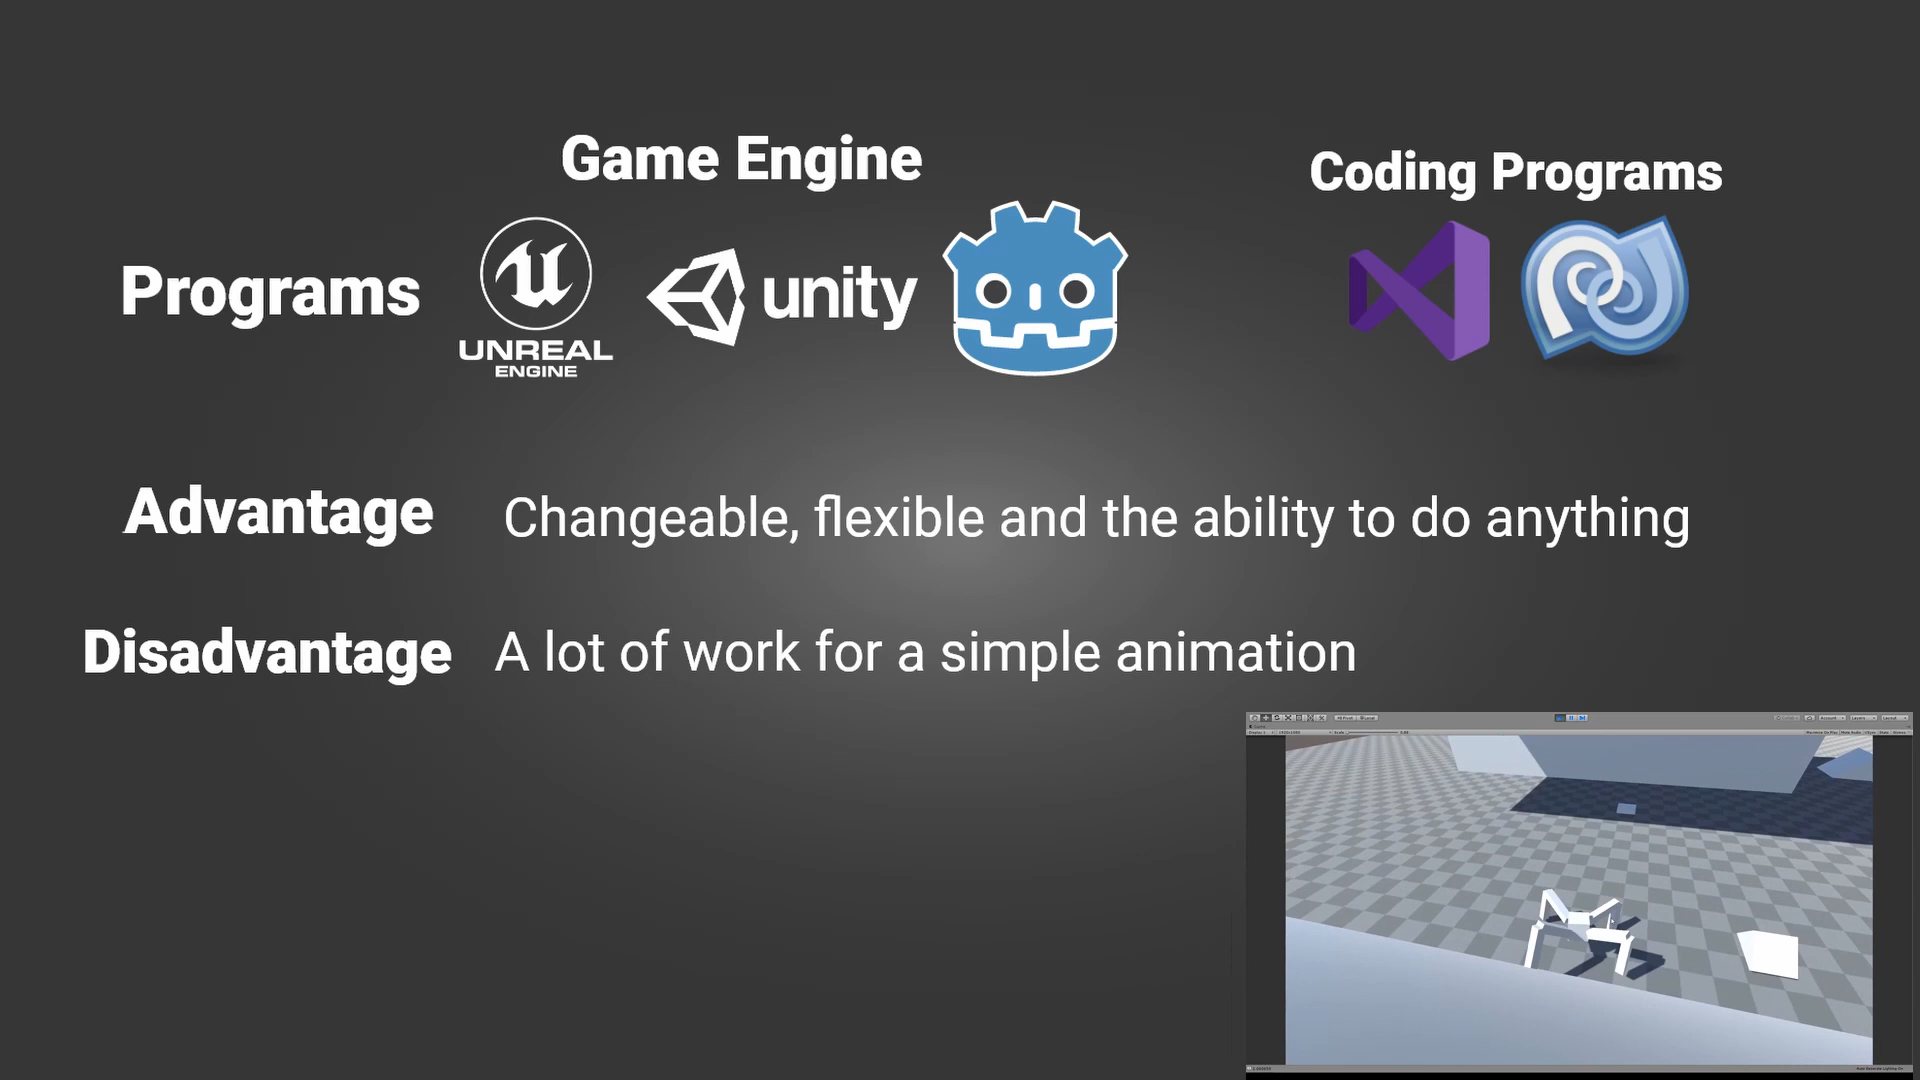 Game Engine
Coding Programs
Programs
UNREAL
ENGINE
unity
Advantage
Changeable, flexible and the ability to do anything
Disadvantage
A lot of work for a simple animation